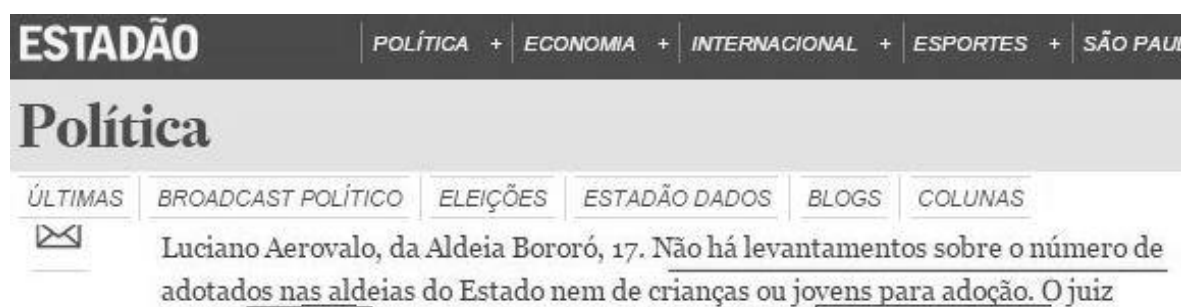 ESTADÃO POLÍTICA + ECONOMIA + INTERNACIONAL + ESPORTES + SÃO PAUL
Política
ÚLTIMAS BROADCAST POLÍTICO ELEIÇÕES ESTADÃO DADOS BLOGS COLUNAS
Luciano Aerovalo, da Aldeia Bororó, 17. Não há levantamentos sobre o número de
adotados nas aldeias do Estado nem de crianças ou jovens para adoção. O juiz